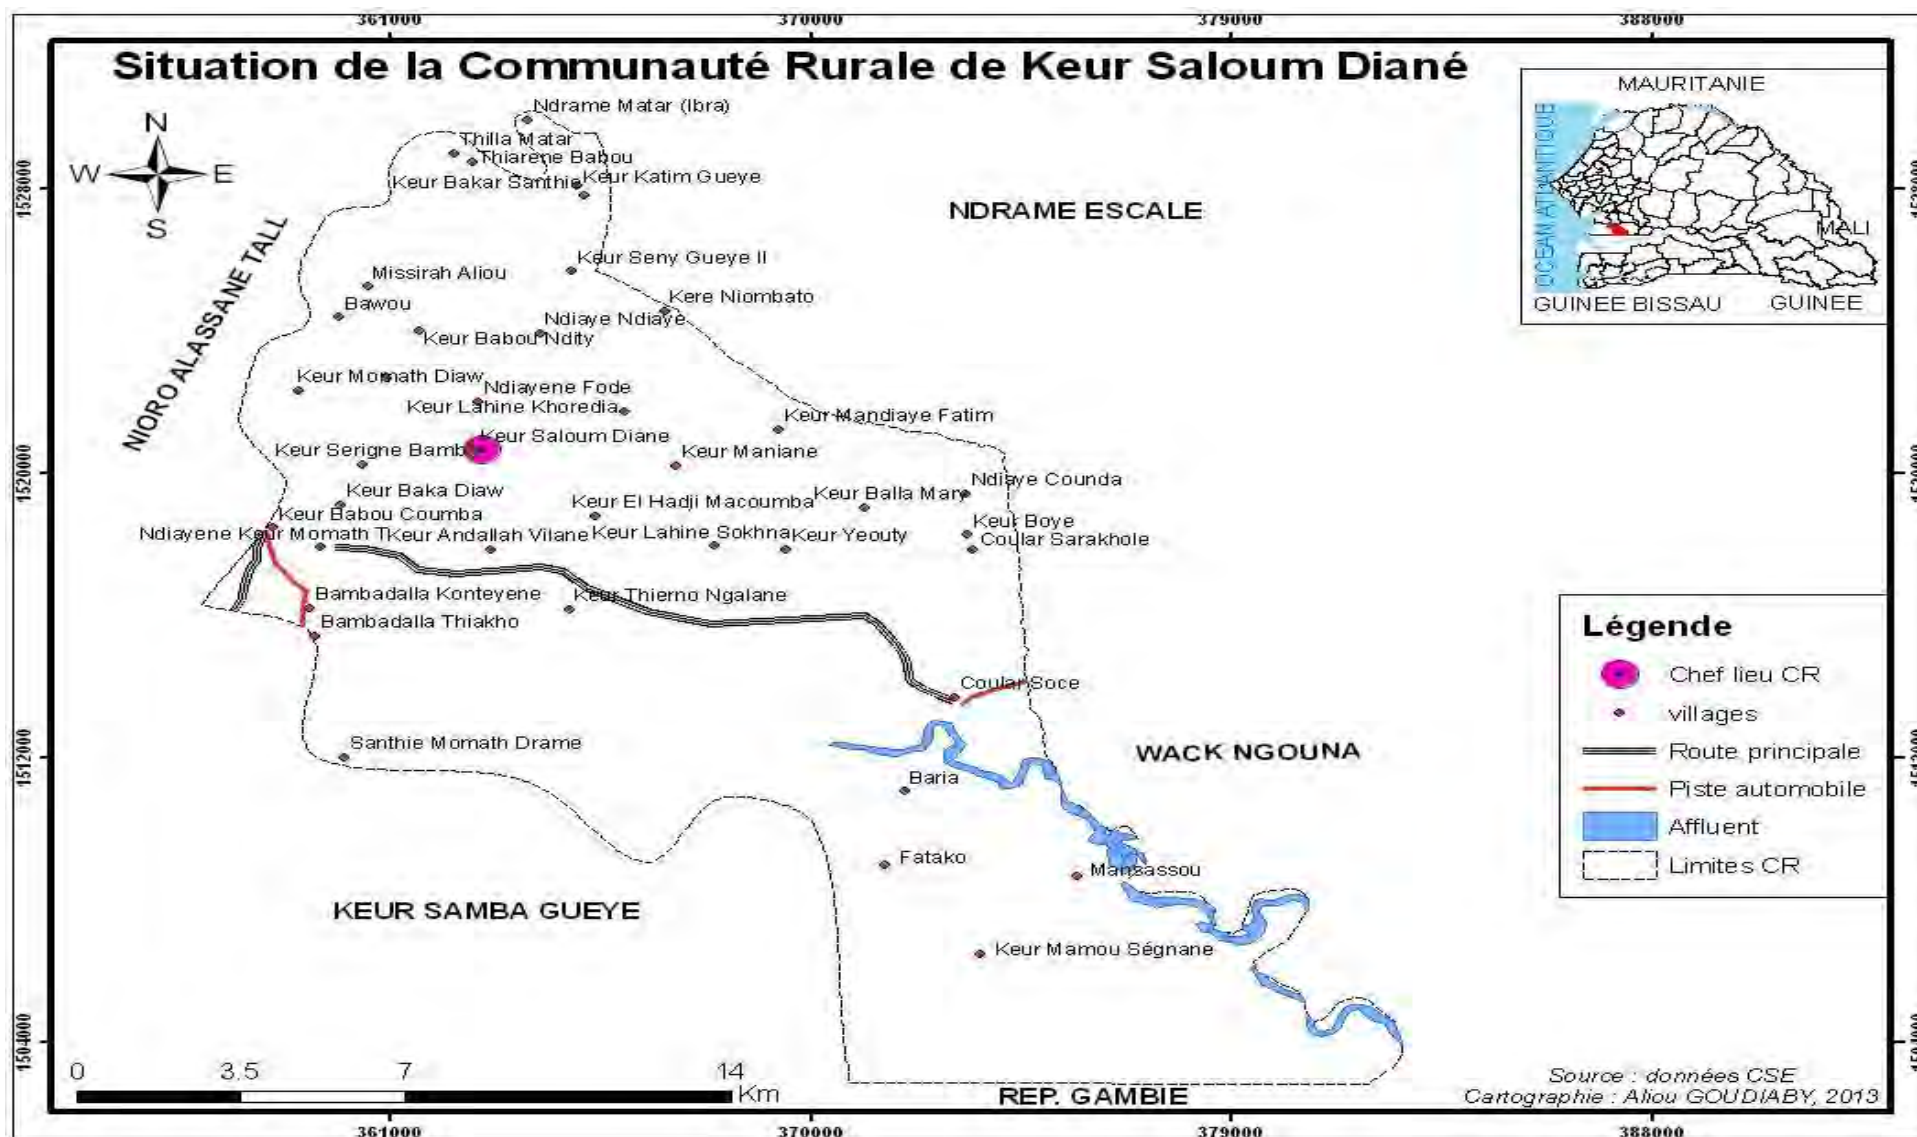 361000
370000
379000
388000
Situation de la Communauté Rurale de Keur Saloum Diané
N
W
E
S
MAURITANIE
OCEAN ATLANTIQUE
MALI
GUINEE BISSAU
GUINEE
1528000
1528000
Ndrame Matar (Ibra)
Thilla Matar
Thiarene Babou
Keur Bakar Santhie
Keur Katim Gueye
NDRAME ESCALE
NIORO ALASSANE TALL
Keur Seny Gueye II
Missirah Aliou
Kere Niombato
Bawou
Ndiaye Ndiaye
Keur Babou Ndity
Keur Momath Diaw
Ndiayene Fode
Keur Lahine Khoredia
Keur Mandiaye Fatim
Keur Saloum Diane
Keur Serigne Bamb
Keur Maniane
1520000
1520000
Ndiaye Counda
Keur Baka Diaw
Keur El Hadji Macoumba
Keur Balla Mary
Keur Babou Coumba
Keur Boye
Ndiayene Keur Momath T
Keur Andallah Vilane
Keur Lahine Sokhna
Keur Yeouty
Coular Sarakhole
Bambadalla Konteyene
Keur Thierno Ngalane
Bambadalla Thiakho
Coular Soce
Légende
Chef lieu CR
villages
Route principale
Piste automobile
Affluent
Limites CR
Santhie Momath Drame
WACK NGOUNA
1512000
1512000
Baria
Fatako
Mansassou
KEUR SAMBA GUEYE
Keur Mamou Ségnane
1504000
1504000
0
3.5
7
14
Km
REP. GAMBIE
Source : données CSE
Cartographie : Aliou GOUDIABY, 2013
361000
370000
379000
388000